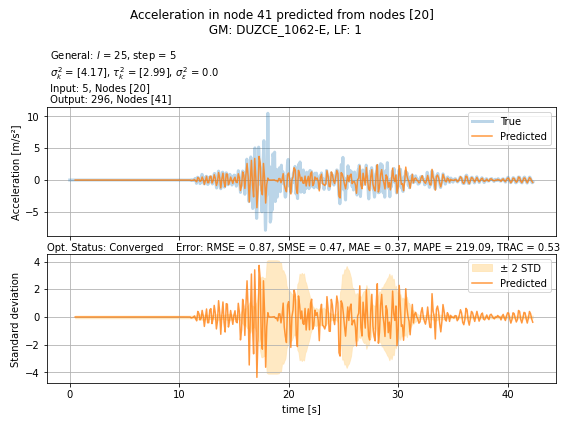 Acceleration in node 41 predicted from nodes [20]
GM: DUZCE_1062-E, LF: 1
General: l = 25, step = 5
σ²ₖ = [4.17], τ²ₖ = [2.99], σ²ε = 0.0
Input: 5, Nodes [20]
Output: 296, Nodes [41]
Acceleration [m/s²]
10
5
0
−5
True
Predicted
Opt. Status: Converged    Error: RMSE = 0.87, SMSE = 0.47, MAE = 0.37, MAPE = 219.09, TRAC = 0.53
Standard deviation
4
2
0
−2
−4
± 2 STD
Predicted
0 10 20 30 40
time [s]